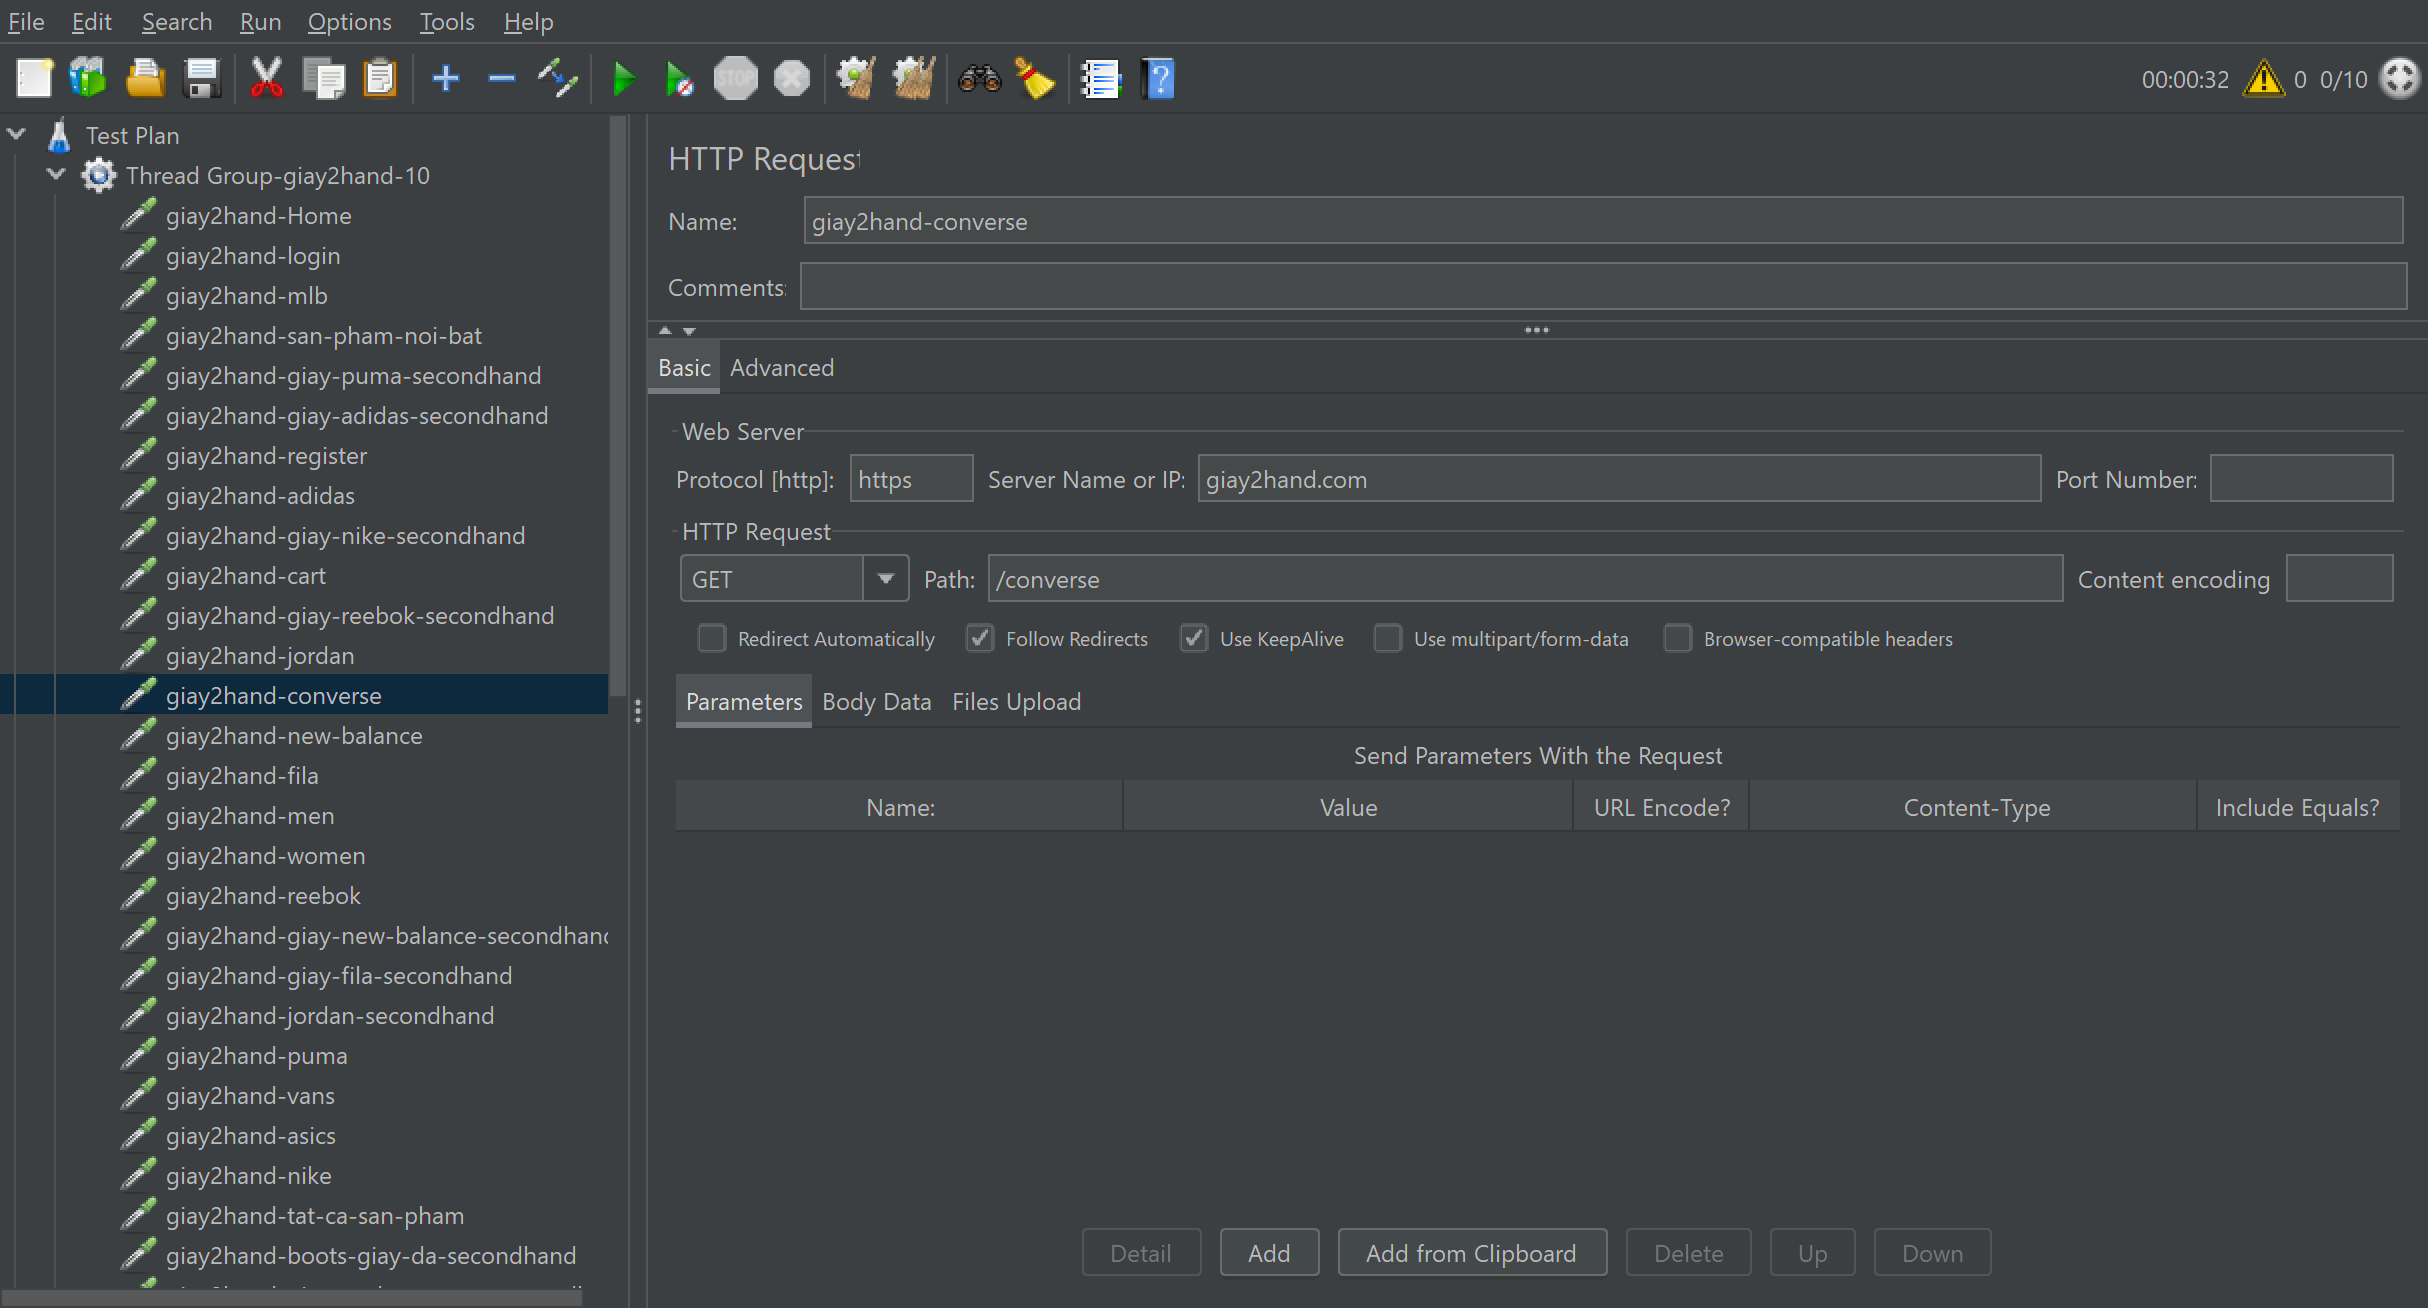 File Edit Search Run Options Tools Help
STOP
00:00:32 0 0/10
Test Plan
Thread Group-giay2hand-10
giay2hand-Home
giay2hand-login
giay2hand-mlb
giay2hand-san-pham-noi-bat
giay2hand-giay-puma-secondhand
giay2hand-giay-adidas-secondhand
giay2hand-register
giay2hand-adidas
giay2hand-giay-nike-secondhand
giay2hand-cart
giay2hand-giay-reebok-secondhand
giay2hand-jordan
giay2hand-converse
giay2hand-new-balance
giay2hand-fila
giay2hand-men
giay2hand-women
giay2hand-reebok
giay2hand-giay-new-balance-secondhand
giay2hand-giay-fila-secondhand
giay2hand-jordan-secondhand
giay2hand-puma
giay2hand-vans
giay2hand-asics
giay2hand-nike
giay2hand-tat-ca-san-pham
giay2hand-boots-giay-da-secondhand
HTTP Request
Name: giay2hand-converse
Comments:
Basic Advanced
Web Server
Protocol [http]: https Server Name or IP: giay2hand.com Port Number:
HTTP Request
GET Path: /converse Content encoding
Redirect Automatically Follow Redirects Use KeepAlive Use multipart/form-data Browser-compatible headers
Parameters Body Data Files Upload
Send Parameters With the Request
Name: Value URL Encode? Content-Type Include Equals?
Detail Add Add from Clipboard Delete Up Down